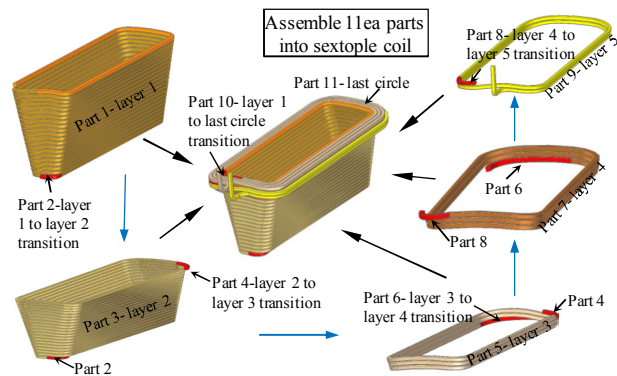 Assemble 11ea parts
into sextople coil
Part 8- layer 4 to
layer 5 transition
Part 9-layer 5
Part 1- layer 1
Part 10-layer 1
to last circle
transition
Part 11-last circle
Part 2-layer
1 to layer 2
transition
Part 6
Part 7-layer 4
Part 8
Part 4-layer 2 to
layer 3 transition
Part 3-layer 2
Part 2
Part 6- layer 3 to
layer 4 transition
Part 4
Part 5-layer 3